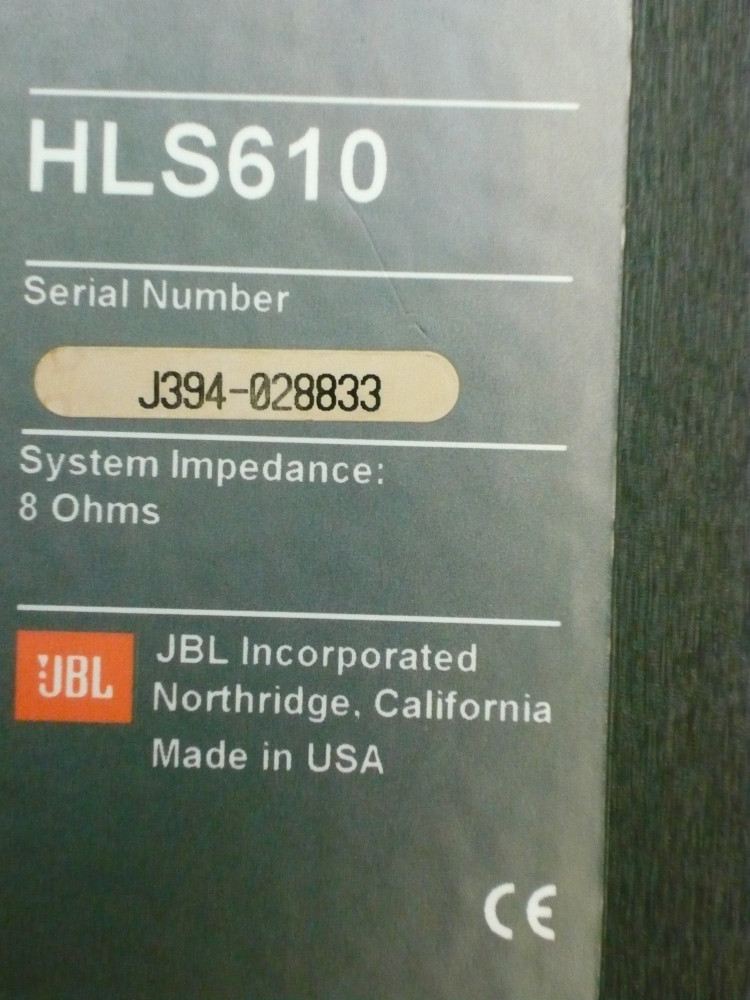 HLS610
Serial Number
J394-028833
System Impedance:
8 Ohms
JBL
JBL Incorporated
Northridge, California
Made in USA
CE